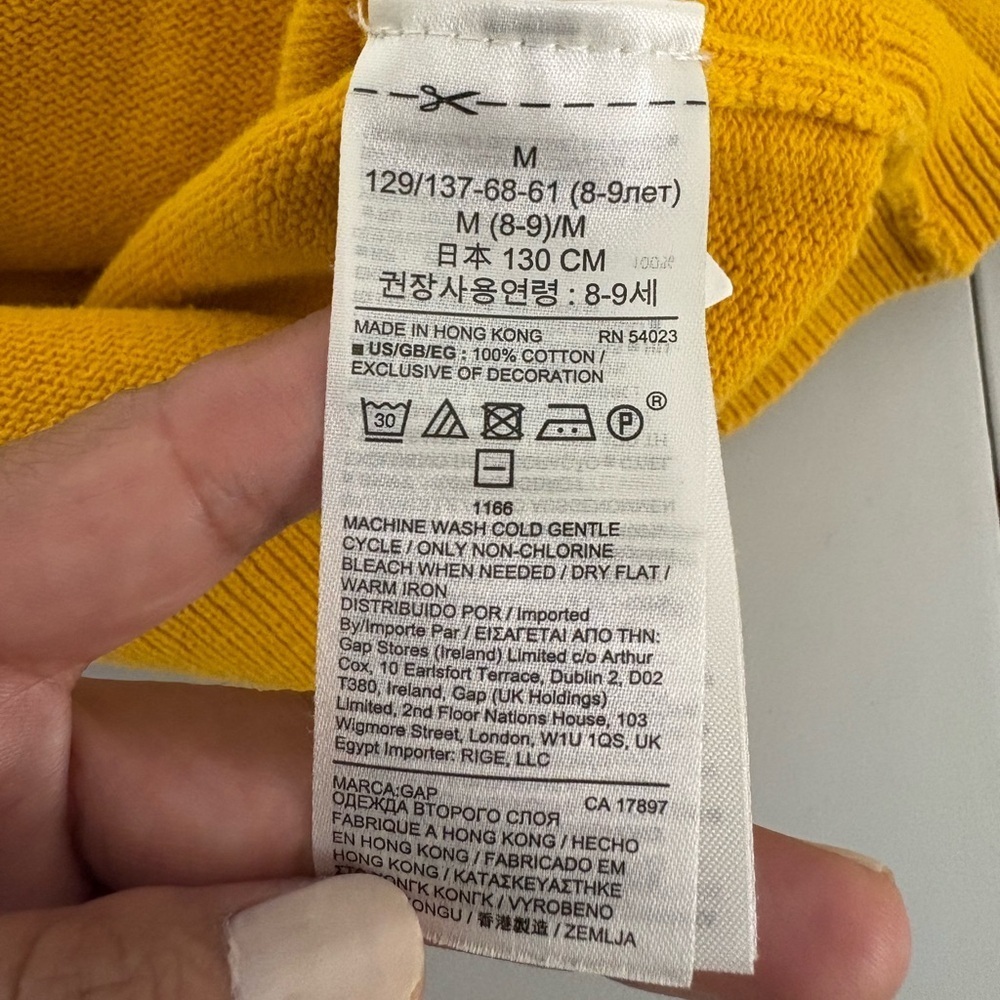 M
129/137-68-61 (8-9лет)
M (8-9)/M
日本 130 CM
권장사용연령 : 8-9세
MADE IN HONG KONG RN 54023
US/GB/EG : 100% COTTON /
EXCLUSIVE OF DECORATION
30 P ®
1166
MACHINE WASH COLD GENTLE
CYCLE / ONLY NON-CHLORINE
BLEACH WHEN NEEDED / DRY FLAT /
WARM IRON
DISTRIBUIDO POR / Imported
By/Importe Par / ΕΙΣΑΓΕΤΑΙ ΑΠΟ ΤΗΝ:
Gap Stores (Ireland) Limited c/o Arthur
Cox, 10 Earlsfort Terrace, Dublin 2, D02
T380, Ireland, Gap (UK Holdings)
Limited, 2nd Floor Nations House, 103
Wigmore Street, London, W1U 1QS, UK
Egypt Importer: RIGE, LLC
MARCA:GAP CA 17897
ОДЕЖДА ВТОРОГО СЛОЯ
FABRIQUE A HONG KONG / HECHO
EN HONG KONG / FABRICADO EM
HONG KONG / ΚΑΤΑΣΚΕΥΑΣΤΗΚΕ
ΧΟΝΓΚ ΚΟΝΓΚ / VYROBENO
/ 香港製造 / ZEMLJA